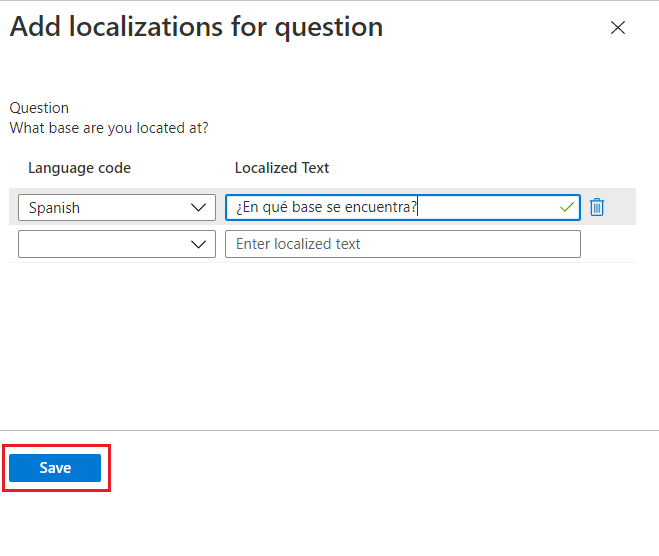 Add localizations for question
Question
What base are you located at?
Language code Localized Text
Spanish ¿En qué base se encuentra?
Enter localized text
Save